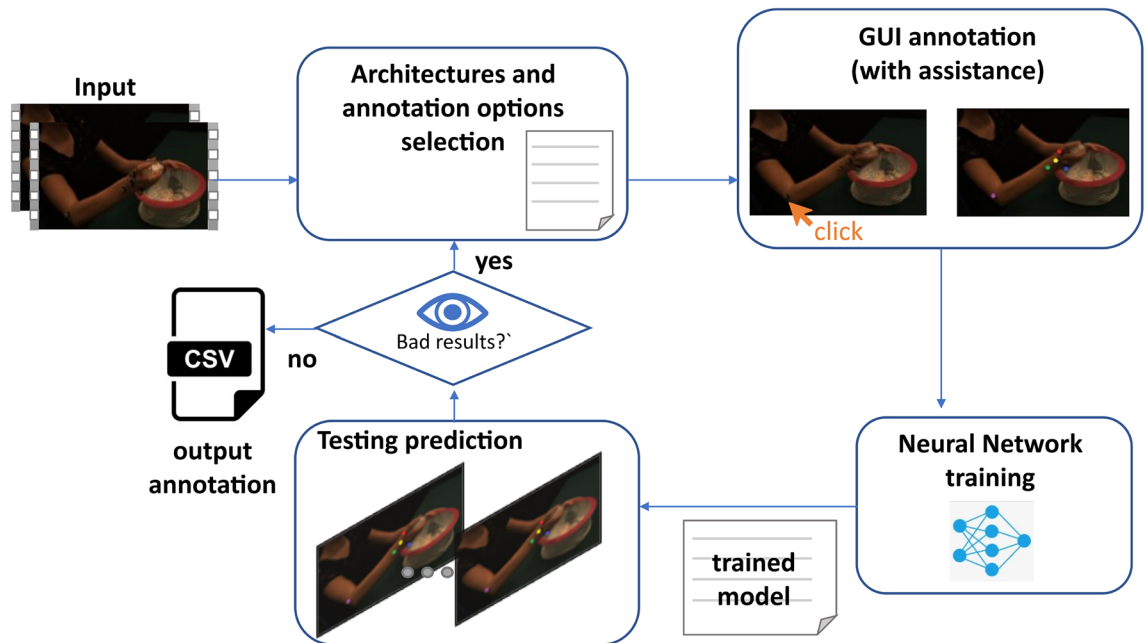 Input
Architectures and
annotation options
selection
GUI annotation
(with assistance)
click
yes
Bad results?`
no
CSV
output
annotation
Testing prediction
Neural Network
training
trained
model